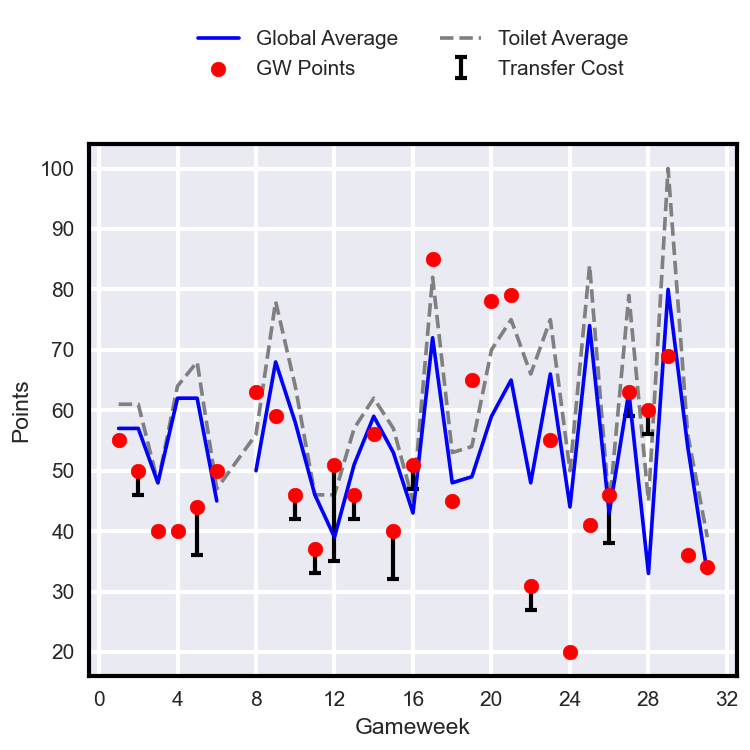 Global Average
Toilet Average
GW Points
Transfer Cost
100
90
80
70
60
50
40
30
20
Points
0 4 8 12 16 20 24 28 32
Gameweek